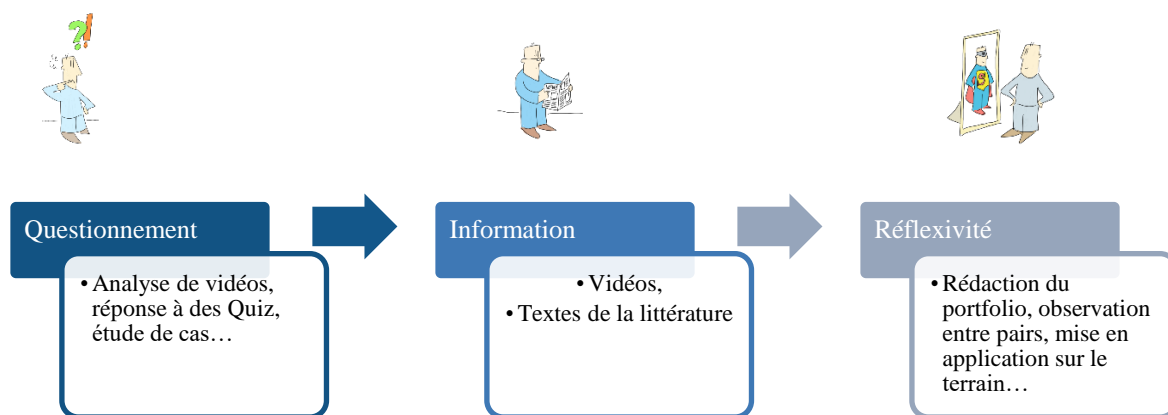 ?!
Questionnement
• Analyse de vidéos,
réponse à des Quiz,
étude de cas…
Information
• Vidéos,
• Textes de la littérature
Réflexivité
• Rédaction du
portfolio, observation
entre pairs, mise en
application sur le
terrain…